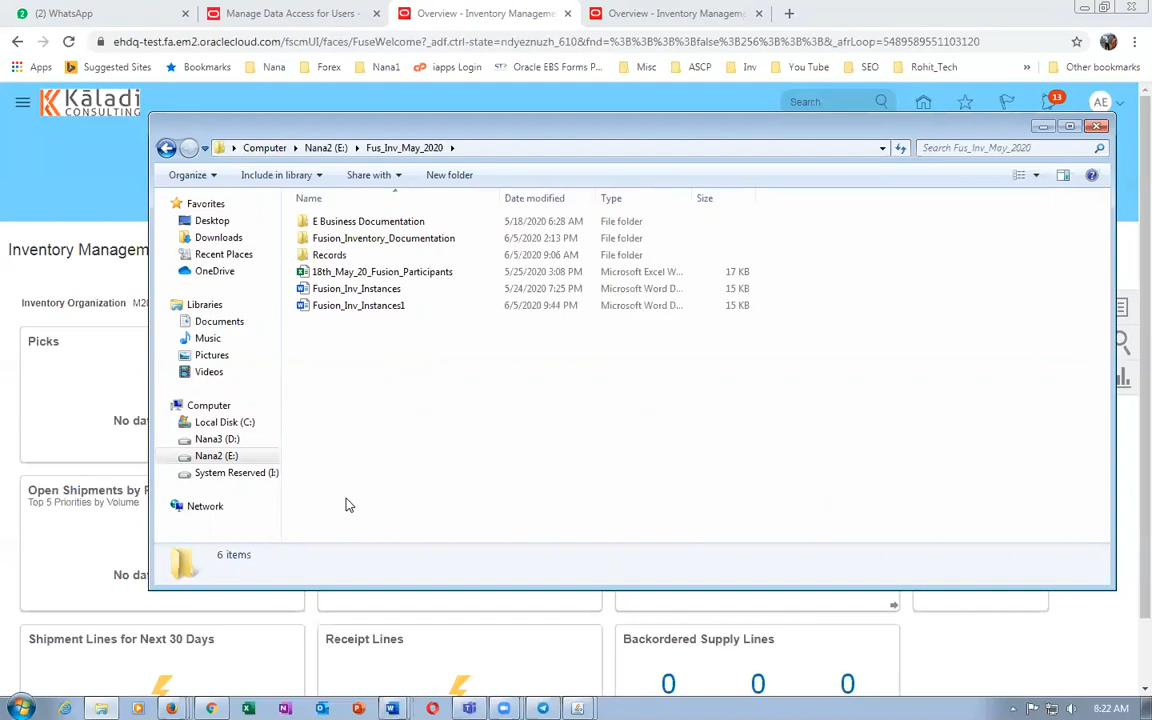 (2) WhatsApp
Manage Data Access for Users -
Overview - Inventory Manageme
Overview - Inventory Managem
ehdq-test.fa.em2.oraclecloud.com/fscmUI/faces/FuseWelcome?_adf.ctrl-state=ndyeznuzh_610&fnd=%3B%3B%3B%3Bfalse%3B256%3B%3B%3B&_afrLoop=5489589551103120
Apps
Suggested Sites
Bookmarks
Nana
Forex
Nana1
iapps Login
Oracle EBS Forms P...
Misc
ASCP
Inv
You Tube
SEO
Rohit_Tech
»
Other bookmarks
Kaladi
CONSULTING
Search
13
AE
Computer
Nana2 (E:)
Fus_Inv_May_2020
Search Fus_Inv_May_2020
Organize
Include in library
Share with
New folder
Name
Date modified
Type
Size
Favorites
Desktop
Downloads
Recent Places
OneDrive
Libraries
Documents
Music
Pictures
Videos
Computer
Local Disk (C:)
Nana3 (D:)
Nana2 (E:)
System Reserved (I:)
Network
E Business Documentation 5/18/2020 6:28 AM File folder
Fusion_Inventory_Documentation 6/5/2020 2:13 PM File folder
Records 6/5/2020 9:06 AM File folder
18th_May_20_Fusion_Participants 5/25/2020 3:08 PM Microsoft Excel W... 17 KB
Fusion_Inv_Instances 5/24/2020 7:25 PM Microsoft Word D... 15 KB
Fusion_Inv_Instances1 6/5/2020 9:44 PM Microsoft Word D... 15 KB
6 items
Inventory Managem
Inventory Organization M2
Picks
No da
Open Shipments by
Top 5 Priorities by Volume
No da
Shipment Lines for Next 30 Days
Receipt Lines
Backordered Supply Lines
0 0 0
8:22 AM